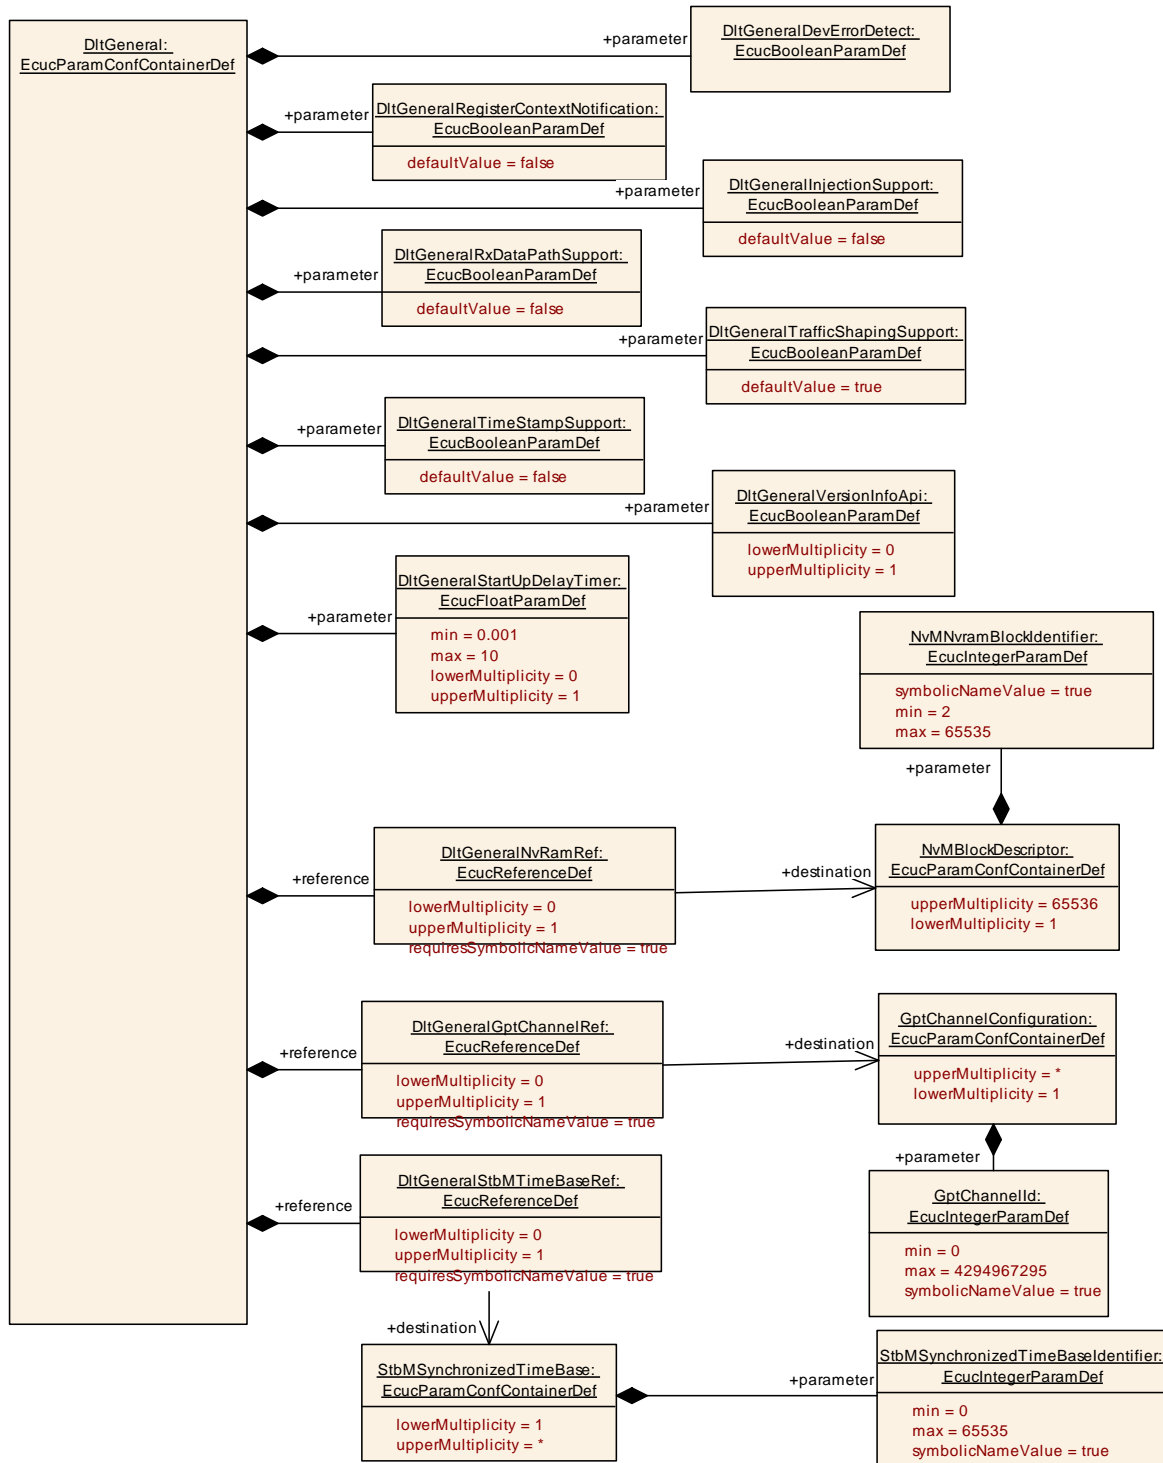 DltGeneral:
EcucParamConfContainerDef
+parameter
DltGeneralDevErrorDetect:
EcucBooleanParamDef
+parameter
DltGeneralRegisterContextNotification:
EcucBooleanParamDef
defaultValue = false
+parameter
DltGeneralInjectionSupport:
EcucBooleanParamDef
defaultValue = false
+parameter
DltGeneralRxDataPathSupport:
EcucBooleanParamDef
defaultValue = false
+parameter
DltGeneralTrafficShapingSupport:
EcucBooleanParamDef
defaultValue = true
+parameter
DltGeneralTimeStampSupport:
EcucBooleanParamDef
defaultValue = false
+parameter
DltGeneralVersionInfoApi:
EcucBooleanParamDef
lowerMultiplicity = 0
upperMultiplicity = 1
+parameter
DltGeneralStartUpDelayTimer:
EcucFloatParamDef
min = 0.001
max = 10
lowerMultiplicity = 0
upperMultiplicity = 1
NvMNvramBlockIdentifier:
EcucIntegerParamDef
symbolicNameValue = true
min = 2
max = 65535
+parameter
+reference
DltGeneralNvRamRef:
EcucReferenceDef
lowerMultiplicity = 0
upperMultiplicity = 1
requiresSymbolicNameValue = true
+destination
NvMBlockDescriptor:
EcucParamConfContainerDef
upperMultiplicity = 65536
lowerMultiplicity = 1
+reference
DltGeneralGptChannelRef:
EcucReferenceDef
lowerMultiplicity = 0
upperMultiplicity = 1
requiresSymbolicNameValue = true
+destination
GptChannelConfiguration:
EcucParamConfContainerDef
upperMultiplicity = *
lowerMultiplicity = 1
+parameter
GptChannelId:
EcucIntegerParamDef
min = 0
max = 4294967295
symbolicNameValue = true
+reference
DltGeneralStbMTimeBaseRef:
EcucReferenceDef
lowerMultiplicity = 0
upperMultiplicity = 1
requiresSymbolicNameValue = true
+destination
StbMSynchronizedTimeBase:
EcucParamConfContainerDef
lowerMultiplicity = 1
upperMultiplicity = *
+parameter
StbMSynchronizedTimeBaseIdentifier:
EcucIntegerParamDef
min = 0
max = 65535
symbolicNameValue = true